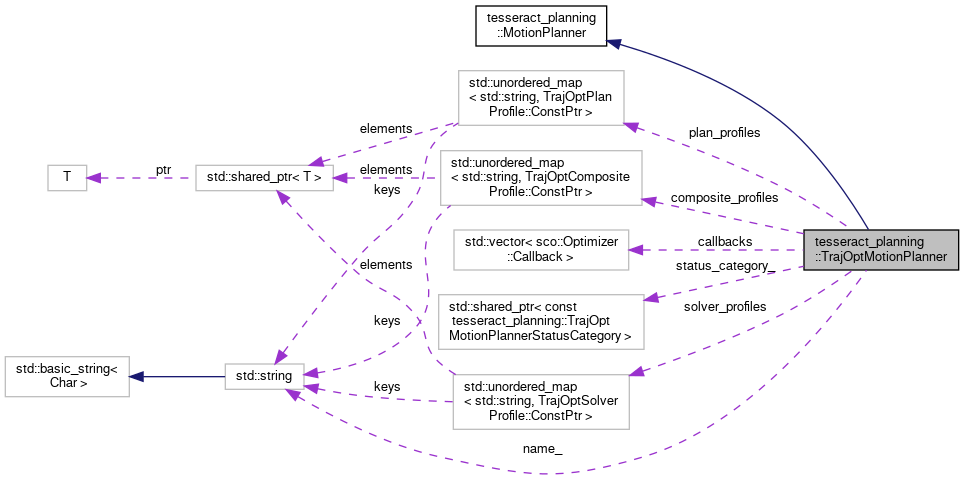 tesseract_planning
::MotionPlanner
std::unordered_map
< std::string, TrajOptPlan
Profile::ConstPtr >
plan_profiles
elements
ptr
T
std::shared_ptr< T >
elements
keys
std::unordered_map
< std::string, TrajOptComposite
Profile::ConstPtr >
composite_profiles
tesseract_planning
::TrajOptMotionPlanner
std::vector< sco::Optimizer
::Callback >
callbacks
status_category_
elements
std::shared_ptr< const
tesseract_planning::TrajOpt
MotionPlannerStatusCategory >
solver_profiles
keys
std::basic_string<
Char >
std::string
keys
std::unordered_map
< std::string, TrajOptSolver
Profile::ConstPtr >
name_